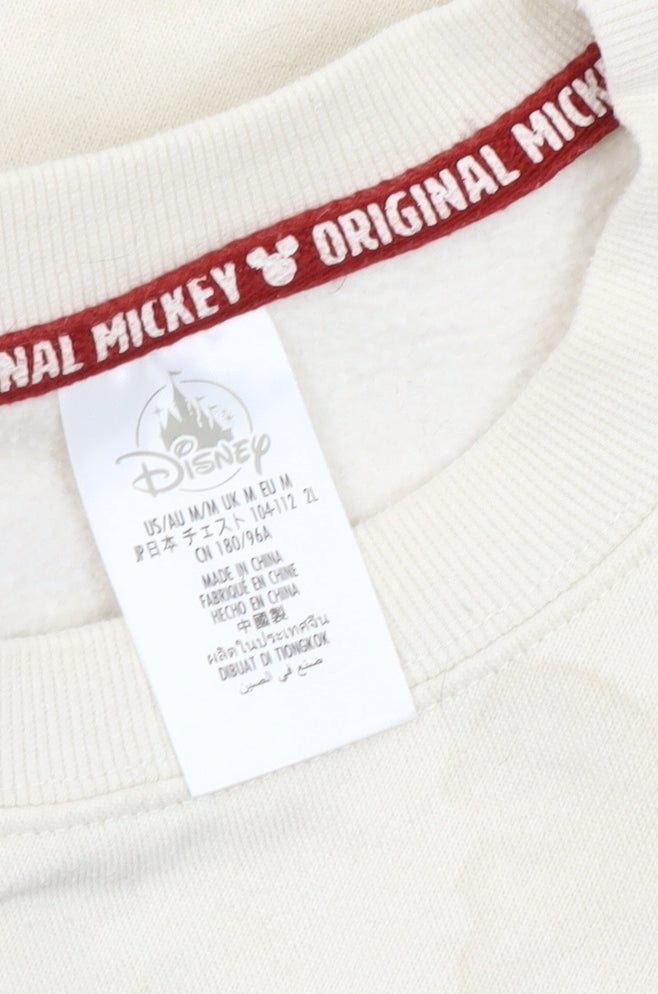 NAL MICKEY ORIGINAL MICK
Disney
US/AU M/M UK M EU M
JP日本 チェスト 104-112 2L
CN 180/96A
MADE IN CHINA
FABRIQUÉ EN CHINE
HECHO EN CHINA
中國製
ผลิตในประเทศจีน
DIBUAT DI TIONGKOK
صنع في الصين